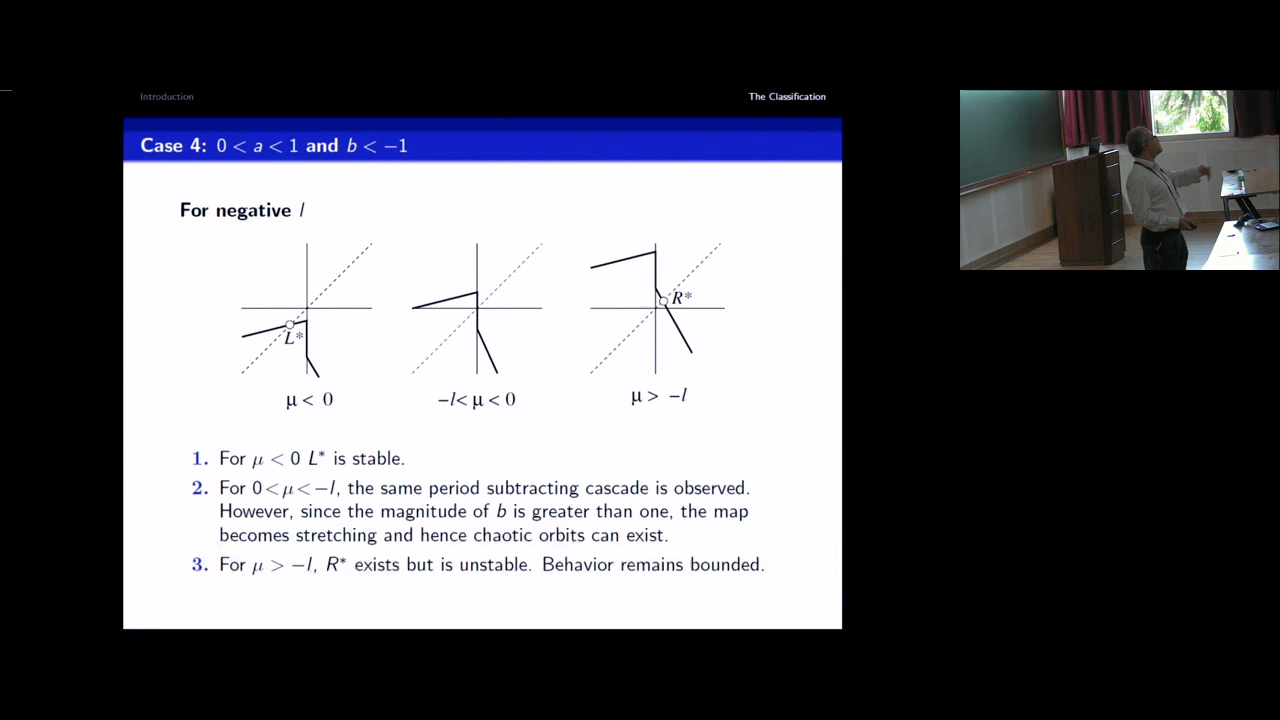 Introduction
The Classification
Case 4: 0 < a < 1 and b < −1
For negative l
L*
R*
μ < 0
−l < μ < 0
μ > −l
1. For μ < 0 L* is stable.
2. For 0 < μ < −l, the same period subtracting cascade is observed.
However, since the magnitude of b is greater than one, the map
becomes stretching and hence chaotic orbits can exist.
3. For μ > −l, R* exists but is unstable. Behavior remains bounded.